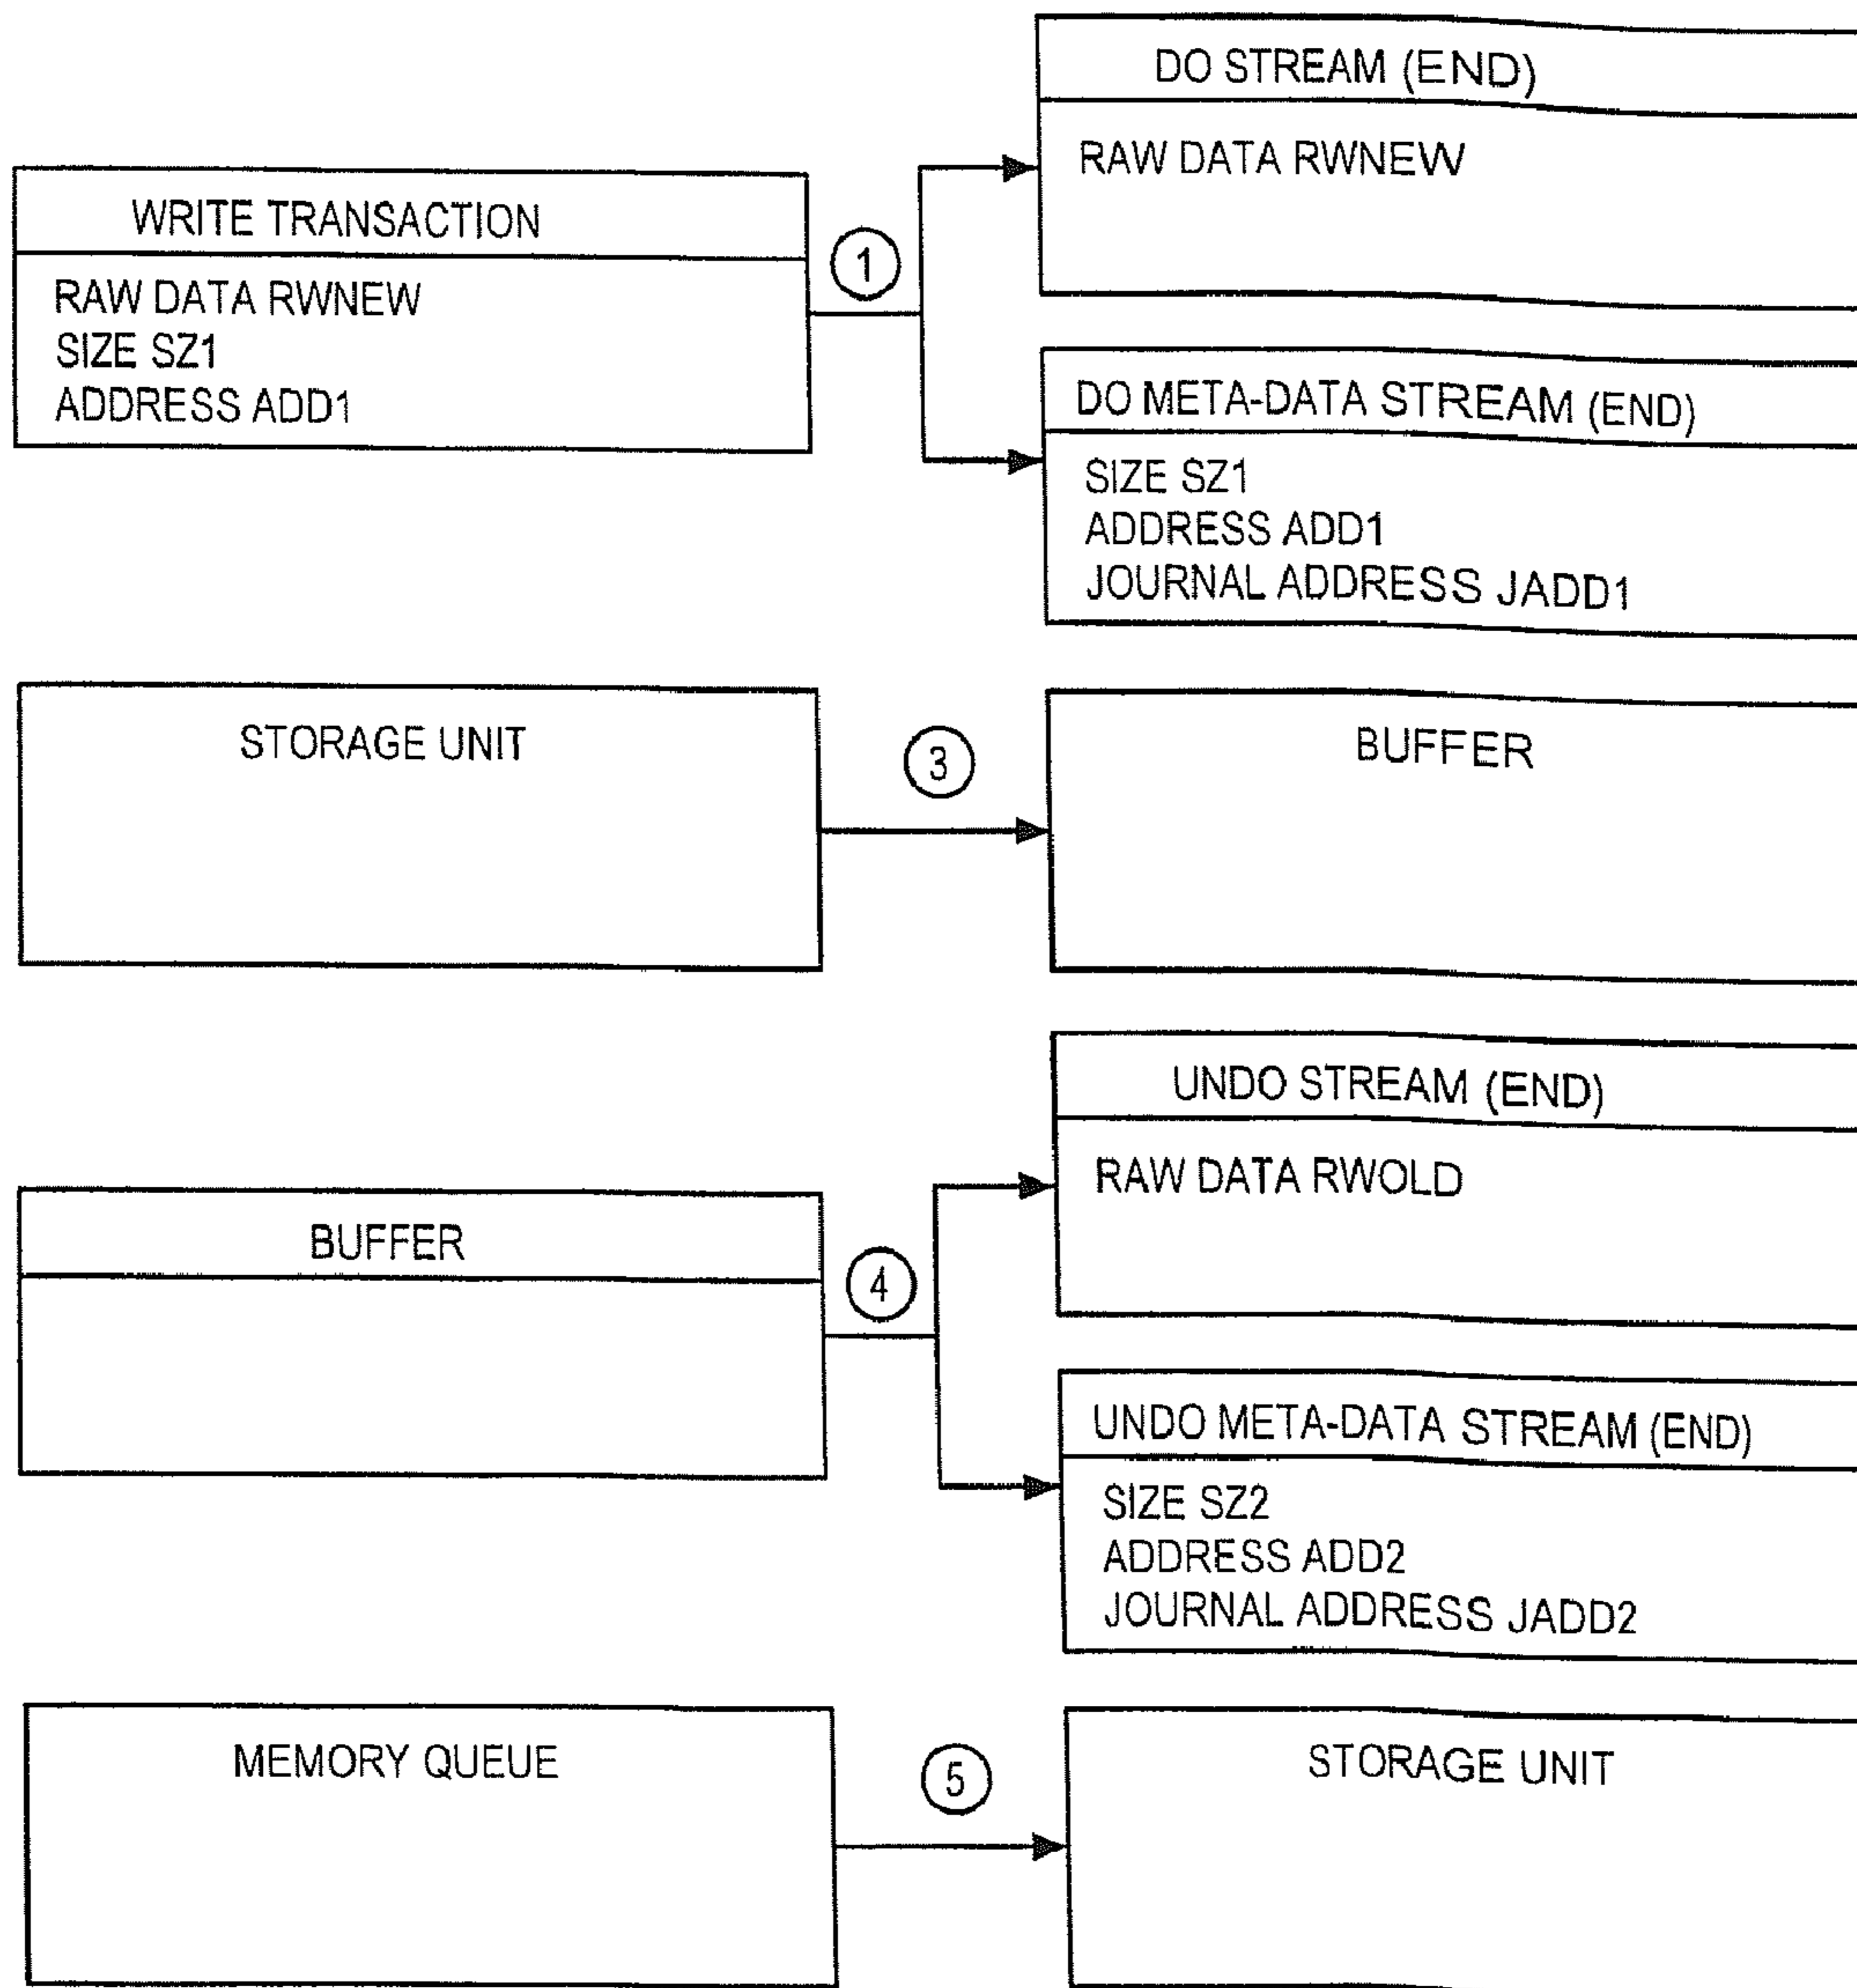 DO STREAM (END)
RAW DATA RWNEW
WRITE TRANSACTION
RAW DATA RWNEW
SIZE SZ1
ADDRESS ADD1
1
DO META-DATA STREAM (END)
SIZE SZ1
ADDRESS ADD1
JOURNAL ADDRESS JADD1
STORAGE UNIT
3
BUFFER
UNDO STREAM (END)
RAW DATA RWOLD
BUFFER
4
UNDO META-DATA STREAM (END)
SIZE SZ2
ADDRESS ADD2
JOURNAL ADDRESS JADD2
MEMORY QUEUE
5
STORAGE UNIT